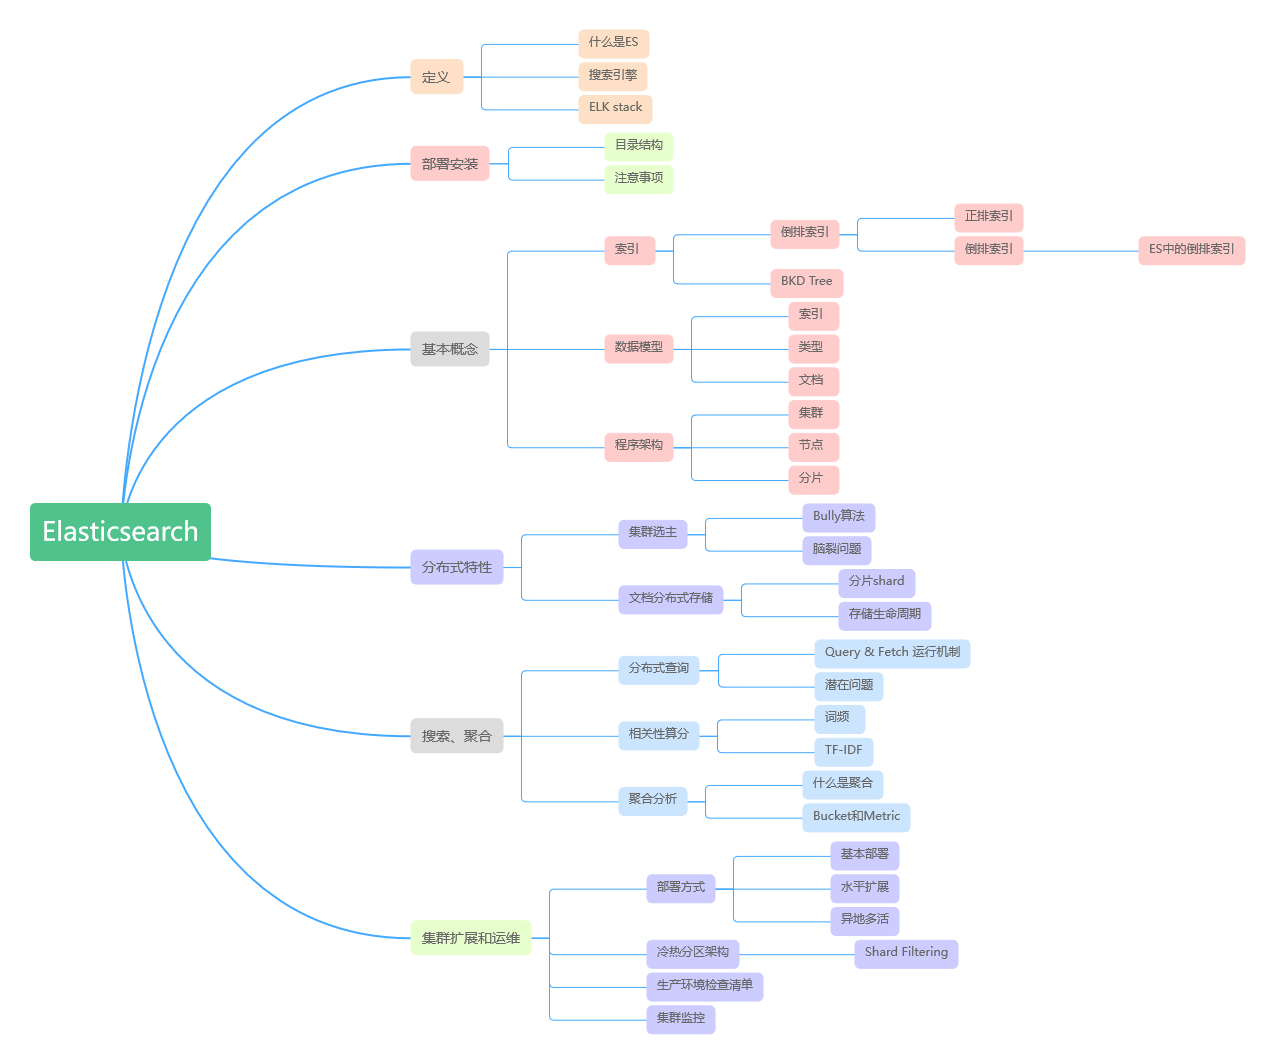 Elasticsearch
定义
什么是ES
搜索引擎
ELK stack
部署安装
目录结构
注意事项
基本概念
索引
倒排索引
正排索引
倒排索引
ES中的倒排索引
BKD Tree
数据模型
索引
类型
文档
程序架构
集群
节点
分片
分布式特性
集群选主
Bully算法
脑裂问题
文档分布式存储
分片shard
存储生命周期
搜索、聚合
分布式查询
Query & Fetch 运行机制
潜在问题
相关性算分
词频
TF-IDF
聚合分析
什么是聚合
Bucket和Metric
集群扩展和运维
部署方式
基本部署
水平扩展
异地多活
冷热分区架构
Shard Filtering
生产环境检查清单
集群监控